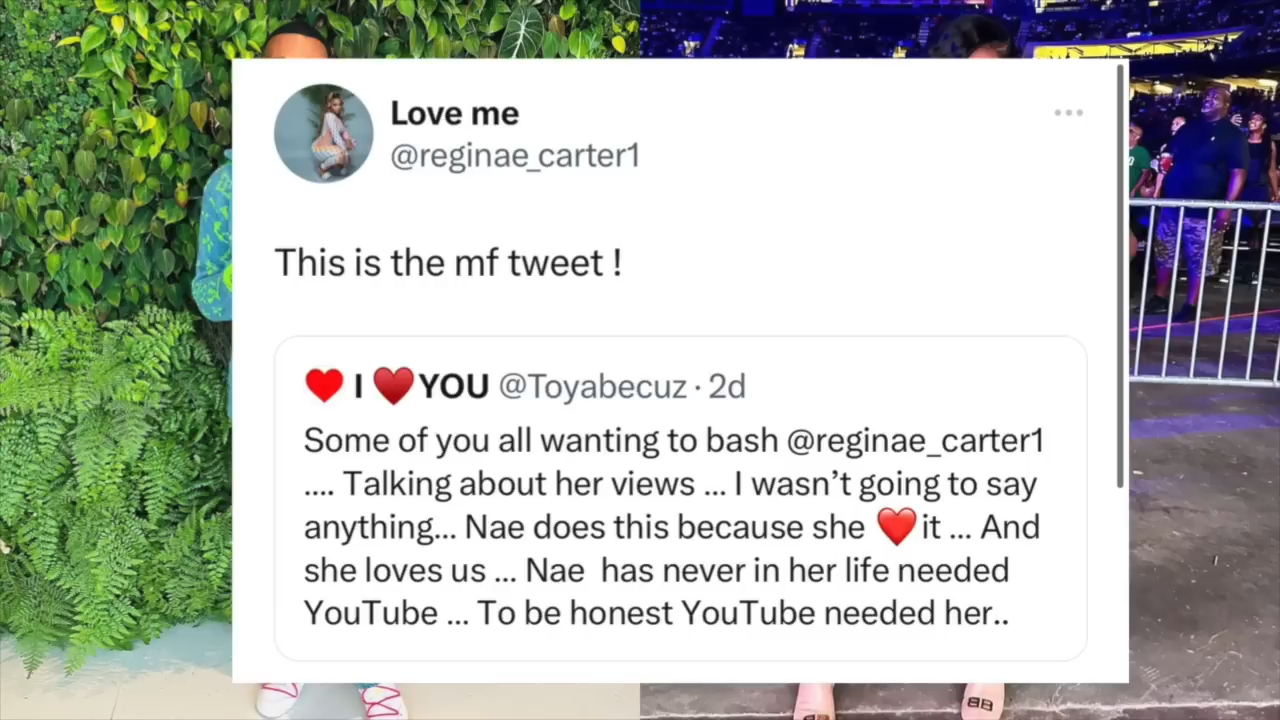 Love me
@reginae_carter1
This is the mf tweet !
❤️ I ❤️ YOU @Toyabecuz · 2d
Some of you all wanting to bash @reginae_carter1
.... Talking about her views ... I wasn’t going to say
anything... Nae does this because she ❤️ it ... And
she loves us ... Nae has never in her life needed
YouTube ... To be honest YouTube needed her..
BB